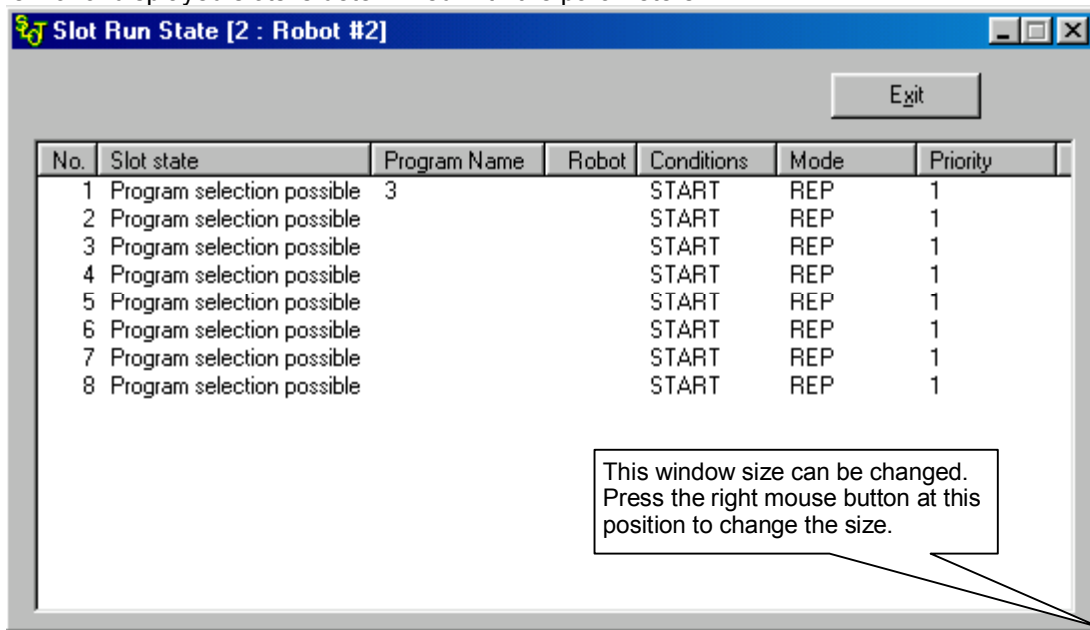 Slot Run State [2 : Robot #2]
Exit
No. Slot state Program Name Robot Conditions Mode Priority
1 Program selection possible 3 START REP 1
2 Program selection possible START REP 1
3 Program selection possible START REP 1
4 Program selection possible START REP 1
5 Program selection possible START REP 1
6 Program selection possible START REP 1
7 Program selection possible START REP 1
8 Program selection possible START REP 1
This window size can be changed.
Press the right mouse button at this
position to change the size.